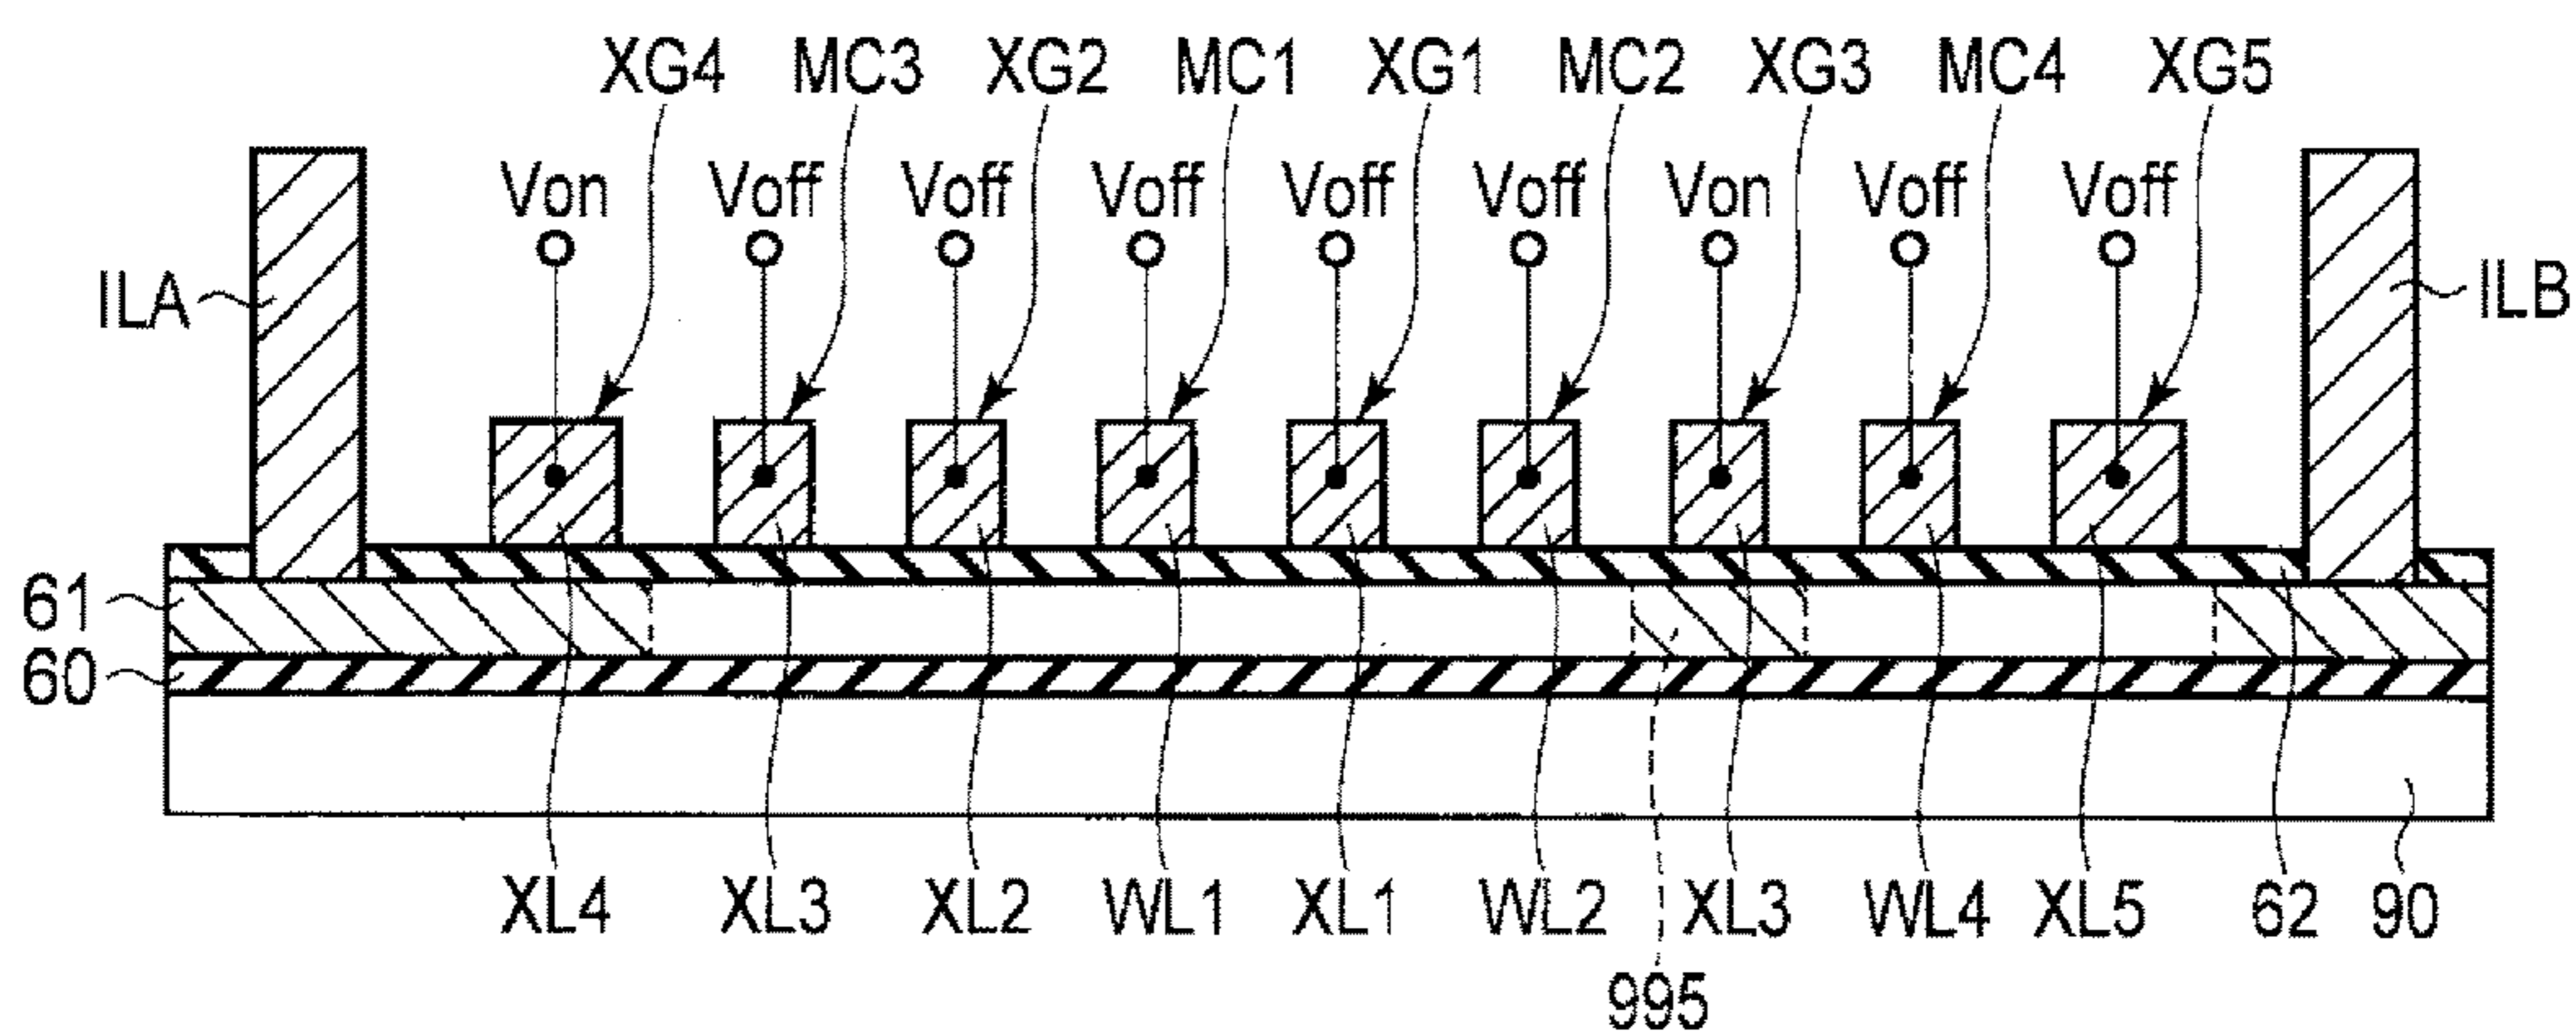 XG4 MC3 XG2 MC1 XG1 MC2 XG3 MC4 XG5
Von Voff Voff Voff Voff Voff Von Voff Voff
ILA ILB
61
60
XL4 XL3 XL2 WL1 XL1 WL2 XL3 WL4 XL5 62 90
995